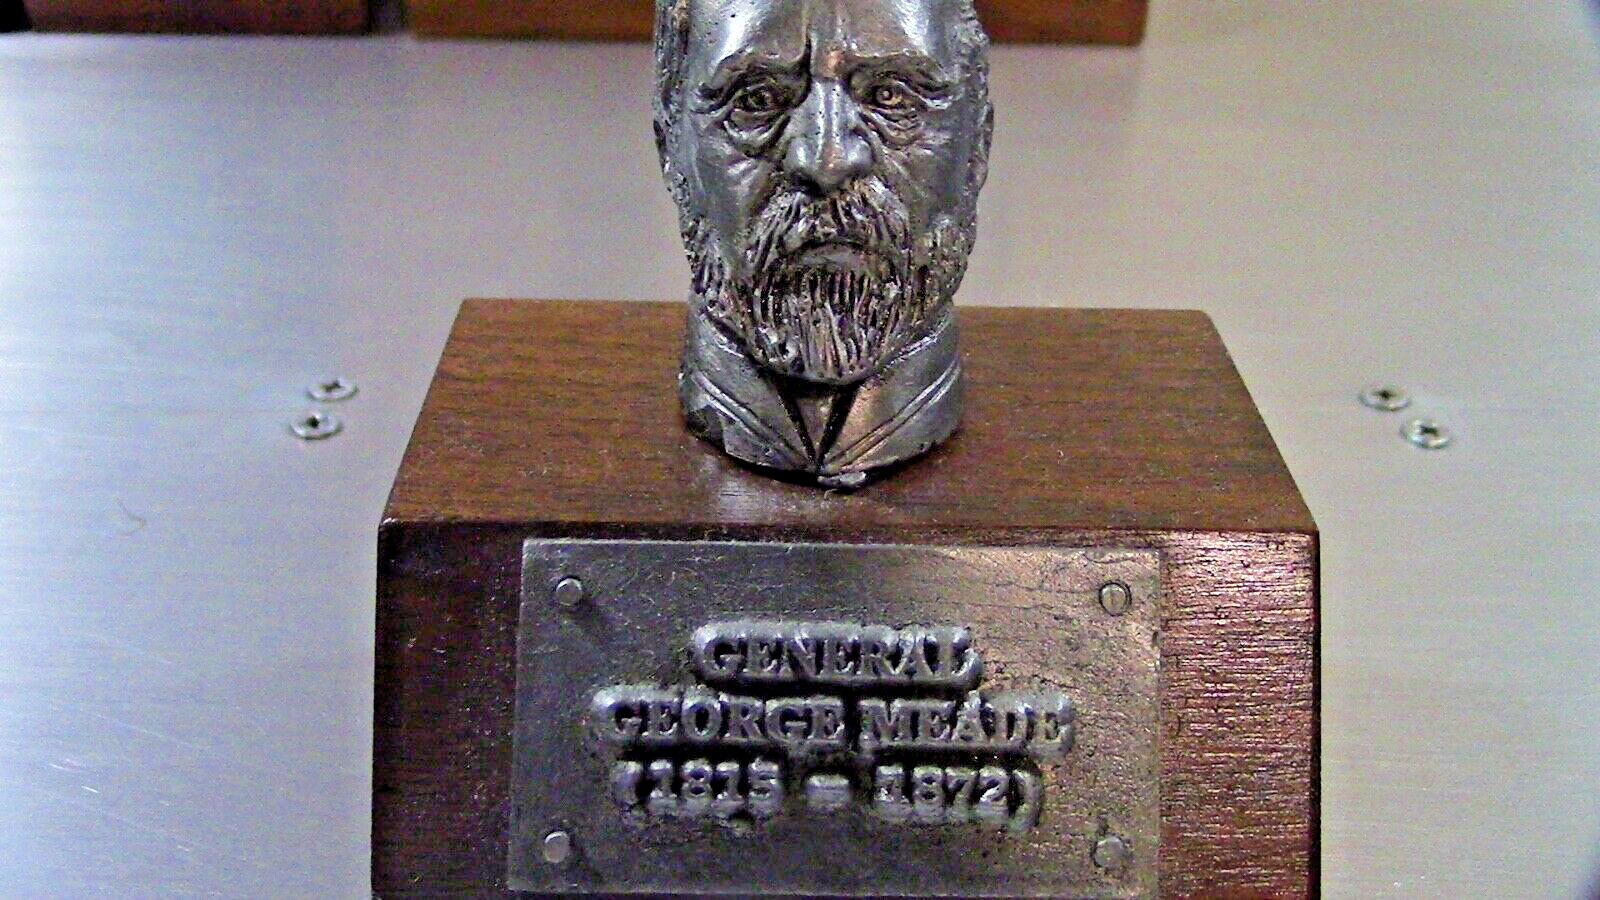 GENERAL
GEORGE MEADE
(1815 - 1872)